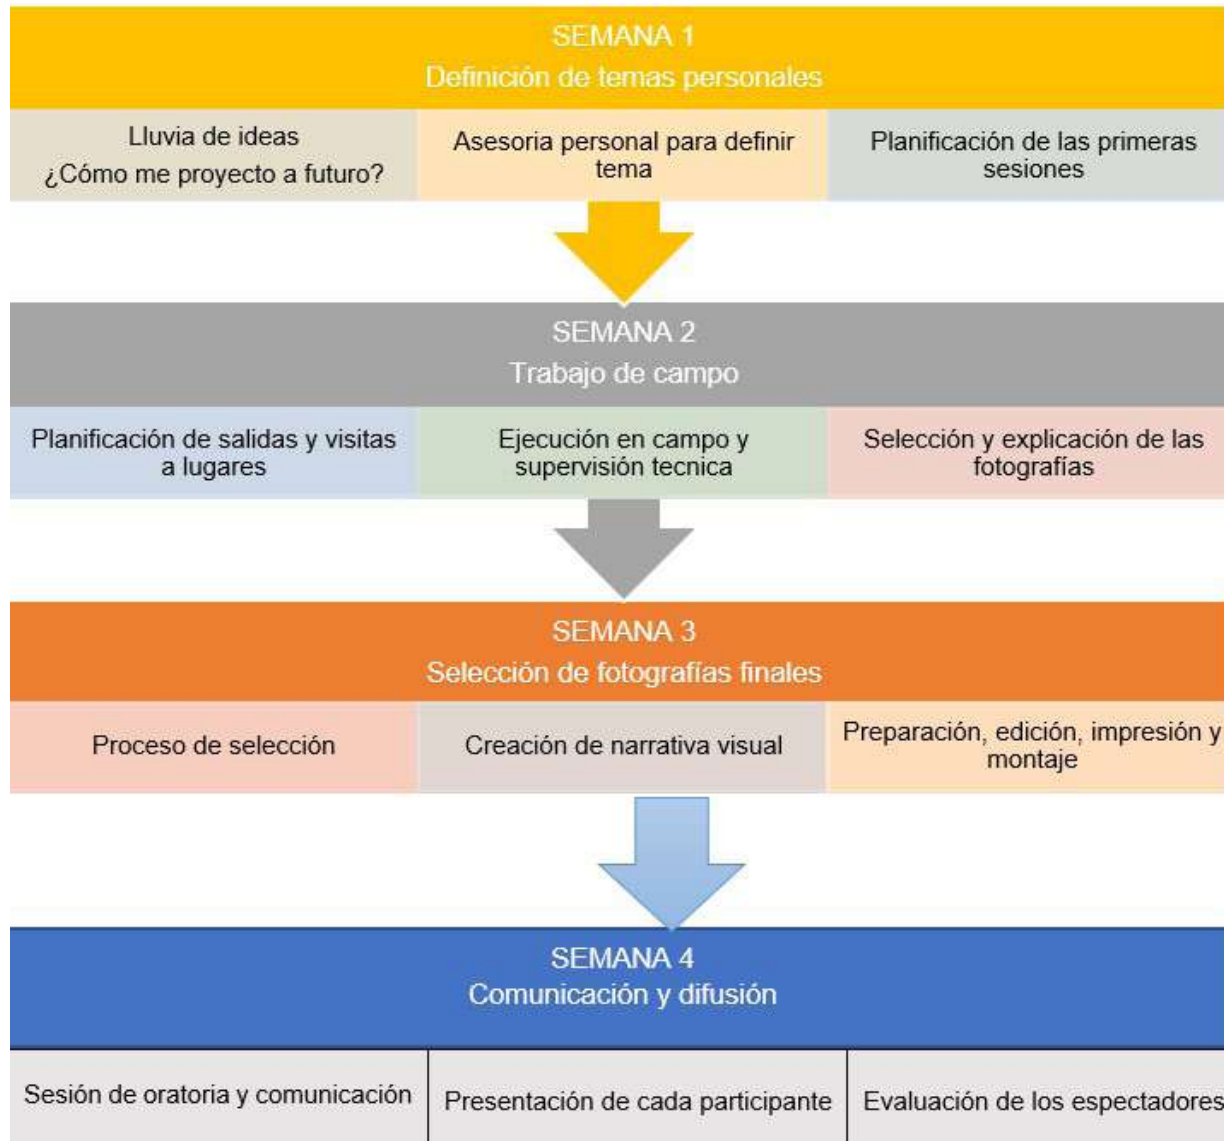 SEMANA 1
Definición de temas personales
Lluvia de ideas
¿Cómo me proyecto a futuro?
Asesoria personal para definir
tema
Planificación de las primeras
sesiones
SEMANA 2
Trabajo de campo
Planificación de salidas y visitas
a lugares
Ejecución en campo y
supervisión tecnica
Selección y explicación de las
fotografías
SEMANA 3
Selección de fotografías finales
Proceso de selección
Creación de narrativa visual
Preparación, edición, impresión y
montaje
SEMANA 4
Comunicación y difusión
Sesión de oratoria y comunicación
Presentación de cada participante
Evaluación de los espectadores